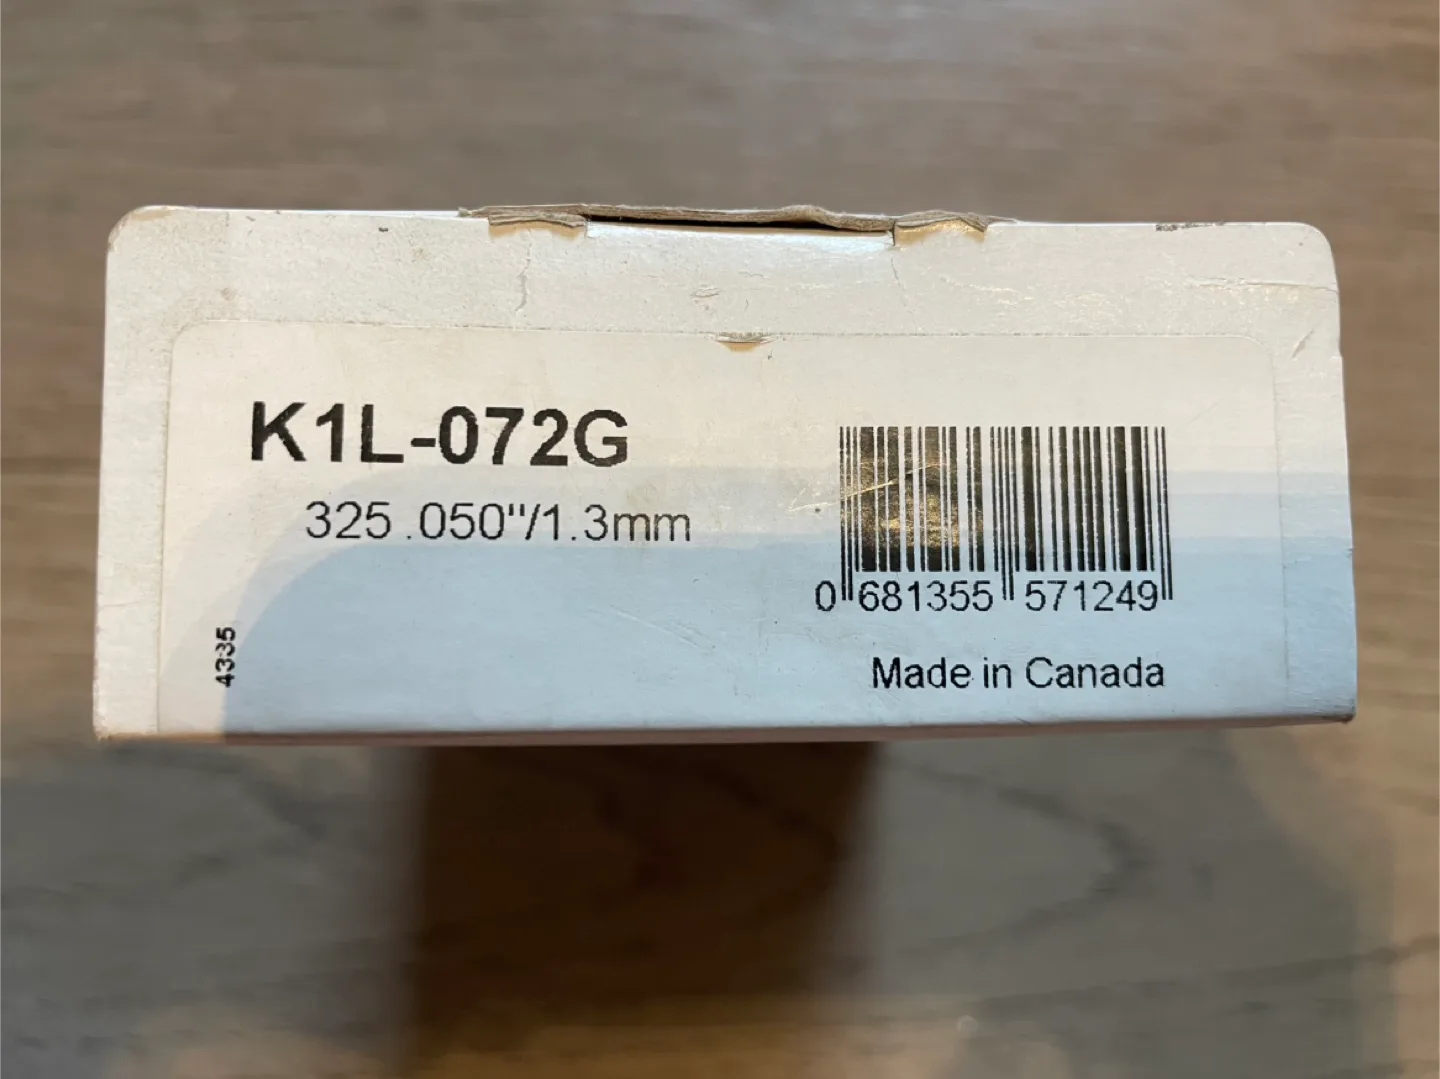 K1L-072G
325 .050"/1.3mm
0 681355 571249
4335
Made in Canada